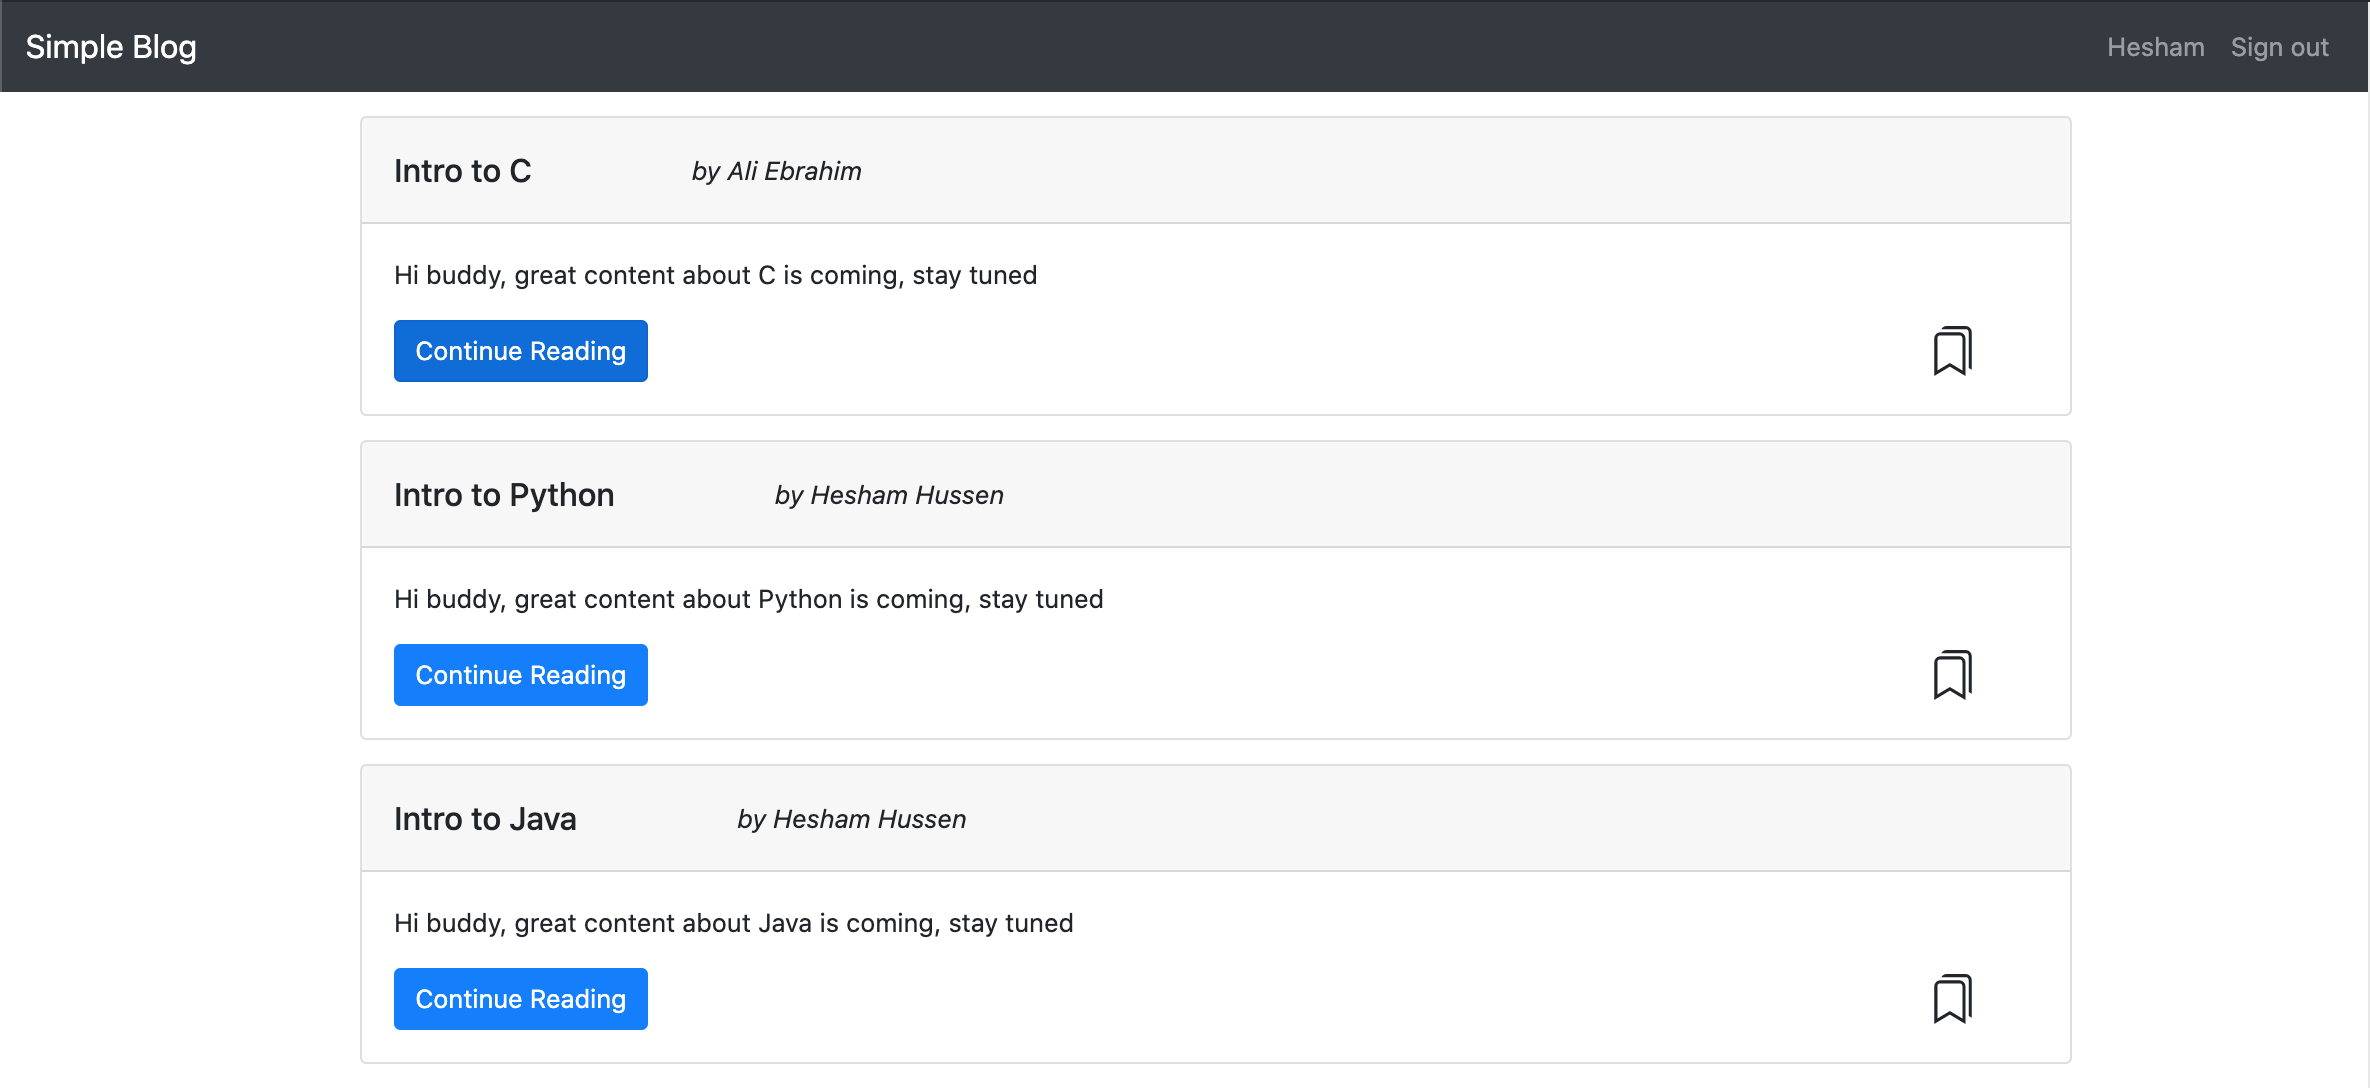 Simple Blog Hesham Sign out
Intro to C by Ali Ebrahim
Hi buddy, great content about C is coming, stay tuned
Continue Reading
Intro to Python by Hesham Hussen
Hi buddy, great content about Python is coming, stay tuned
Continue Reading
Intro to Java by Hesham Hussen
Hi buddy, great content about Java is coming, stay tuned
Continue Reading